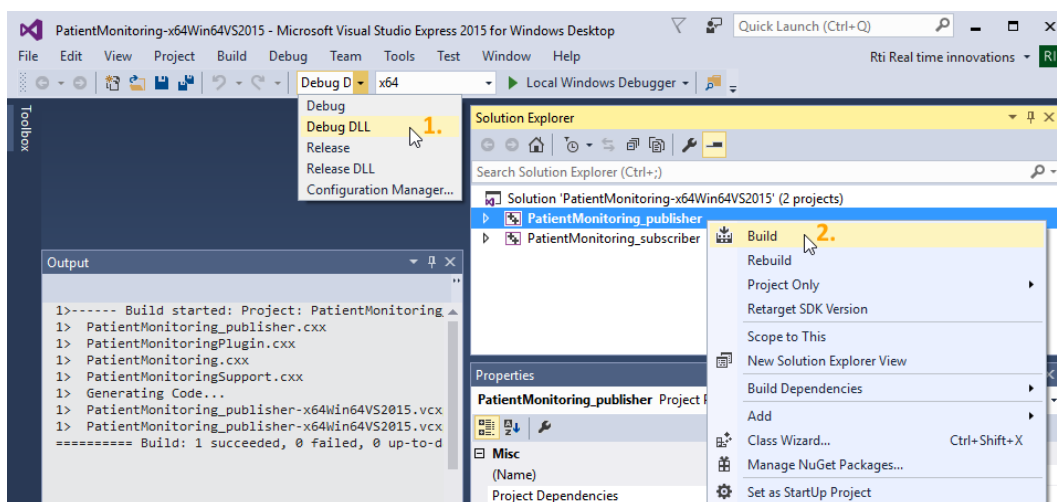 PatientMonitoring-x64Win64VS2015 - Microsoft Visual Studio Express 2015 for Windows Desktop
Quick Launch (Ctrl+Q)
File Edit View Project Build Debug Team Tools Test Window Help
Rti Real time innovations RI
Debug D x64 Local Windows Debugger
Toolbox
Debug
Debug DLL 1.
Release
Release DLL
Configuration Manager...
Solution Explorer
Search Solution Explorer (Ctrl+;)
Solution 'PatientMonitoring-x64Win64VS2015' (2 projects)
PatientMonitoring_publisher
PatientMonitoring_subscriber
Build 2.
Rebuild
Project Only
Retarget SDK Version
Scope to This
New Solution Explorer View
Build Dependencies
Add
Class Wizard... Ctrl+Shift+X
Manage NuGet Packages...
Set as StartUp Project
Output
1>------ Build started: Project: PatientMonitoring_
1> PatientMonitoring_publisher.cxx
1> PatientMonitoringPlugin.cxx
1> PatientMonitoring.cxx
1> PatientMonitoringSupport.cxx
1> Generating Code...
1> PatientMonitoring_publisher-x64Win64VS2015.vcx
1> PatientMonitoring_publisher-x64Win64VS2015.vcx
========== Build: 1 succeeded, 0 failed, 0 up-to-d
Properties
PatientMonitoring_publisher Project
Misc
(Name)
Project Dependencies